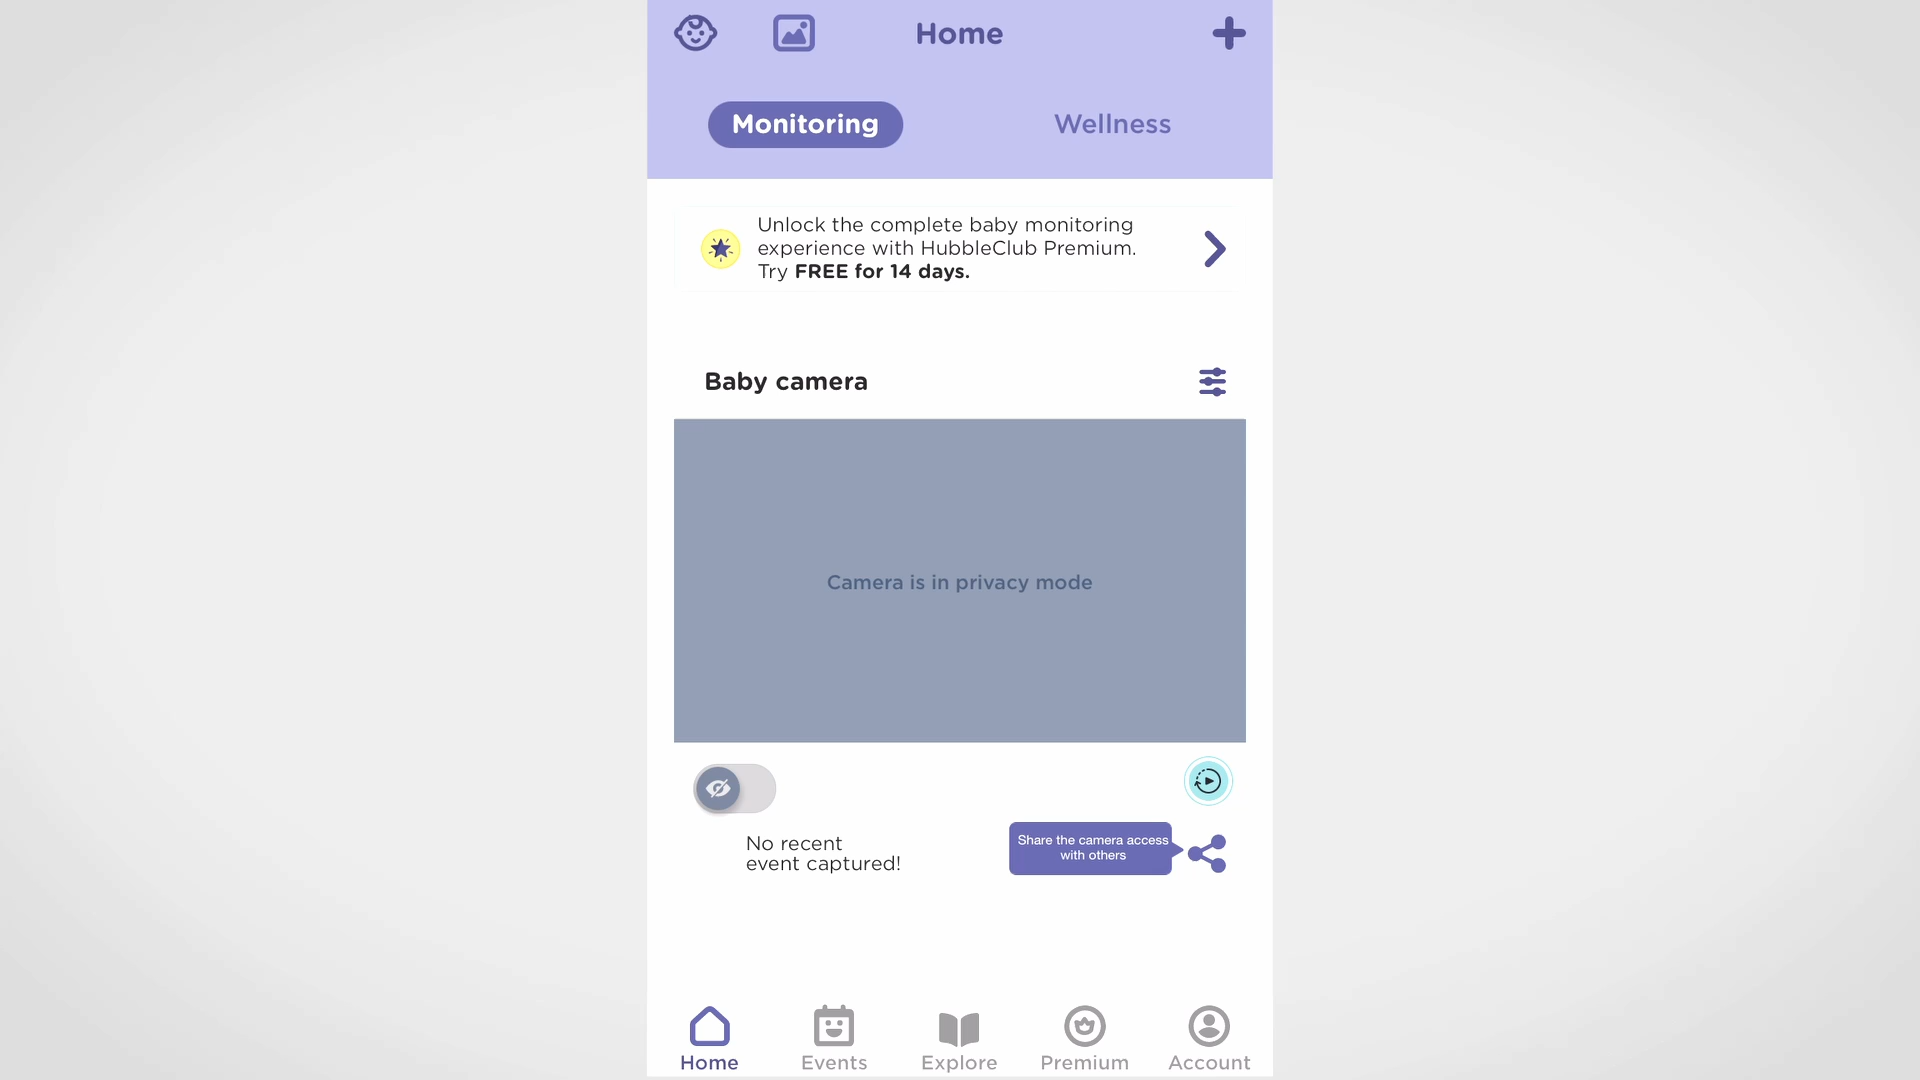 Home
Monitoring
Wellness
Unlock the complete baby monitoring
experience with HubbleClub Premium.
Try FREE for 14 days.
Baby camera
Camera is in privacy mode
No recent
event captured!
Share the camera access
with others
Home
Events
Explore
Premium
Account